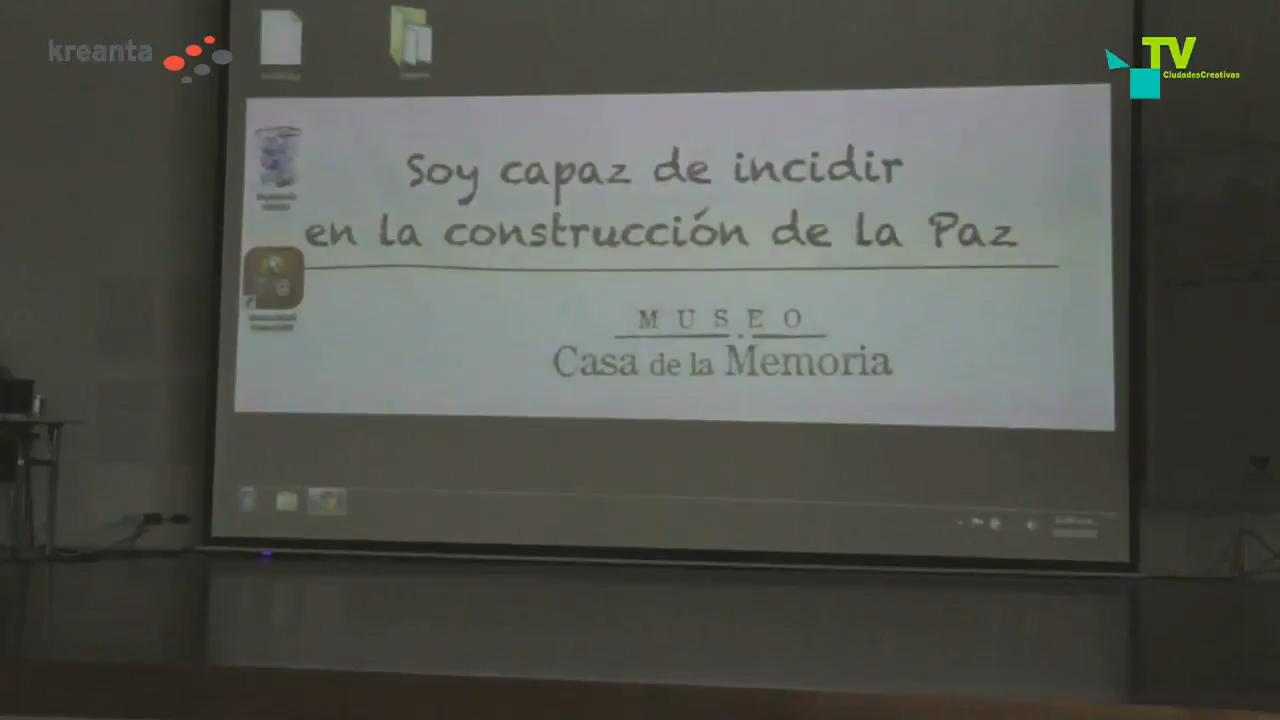 kreanta
TV
CiudadesCreativas
Soy capaz de incidir
en la construcción de la Paz
MUSEO
Casa de la Memoria